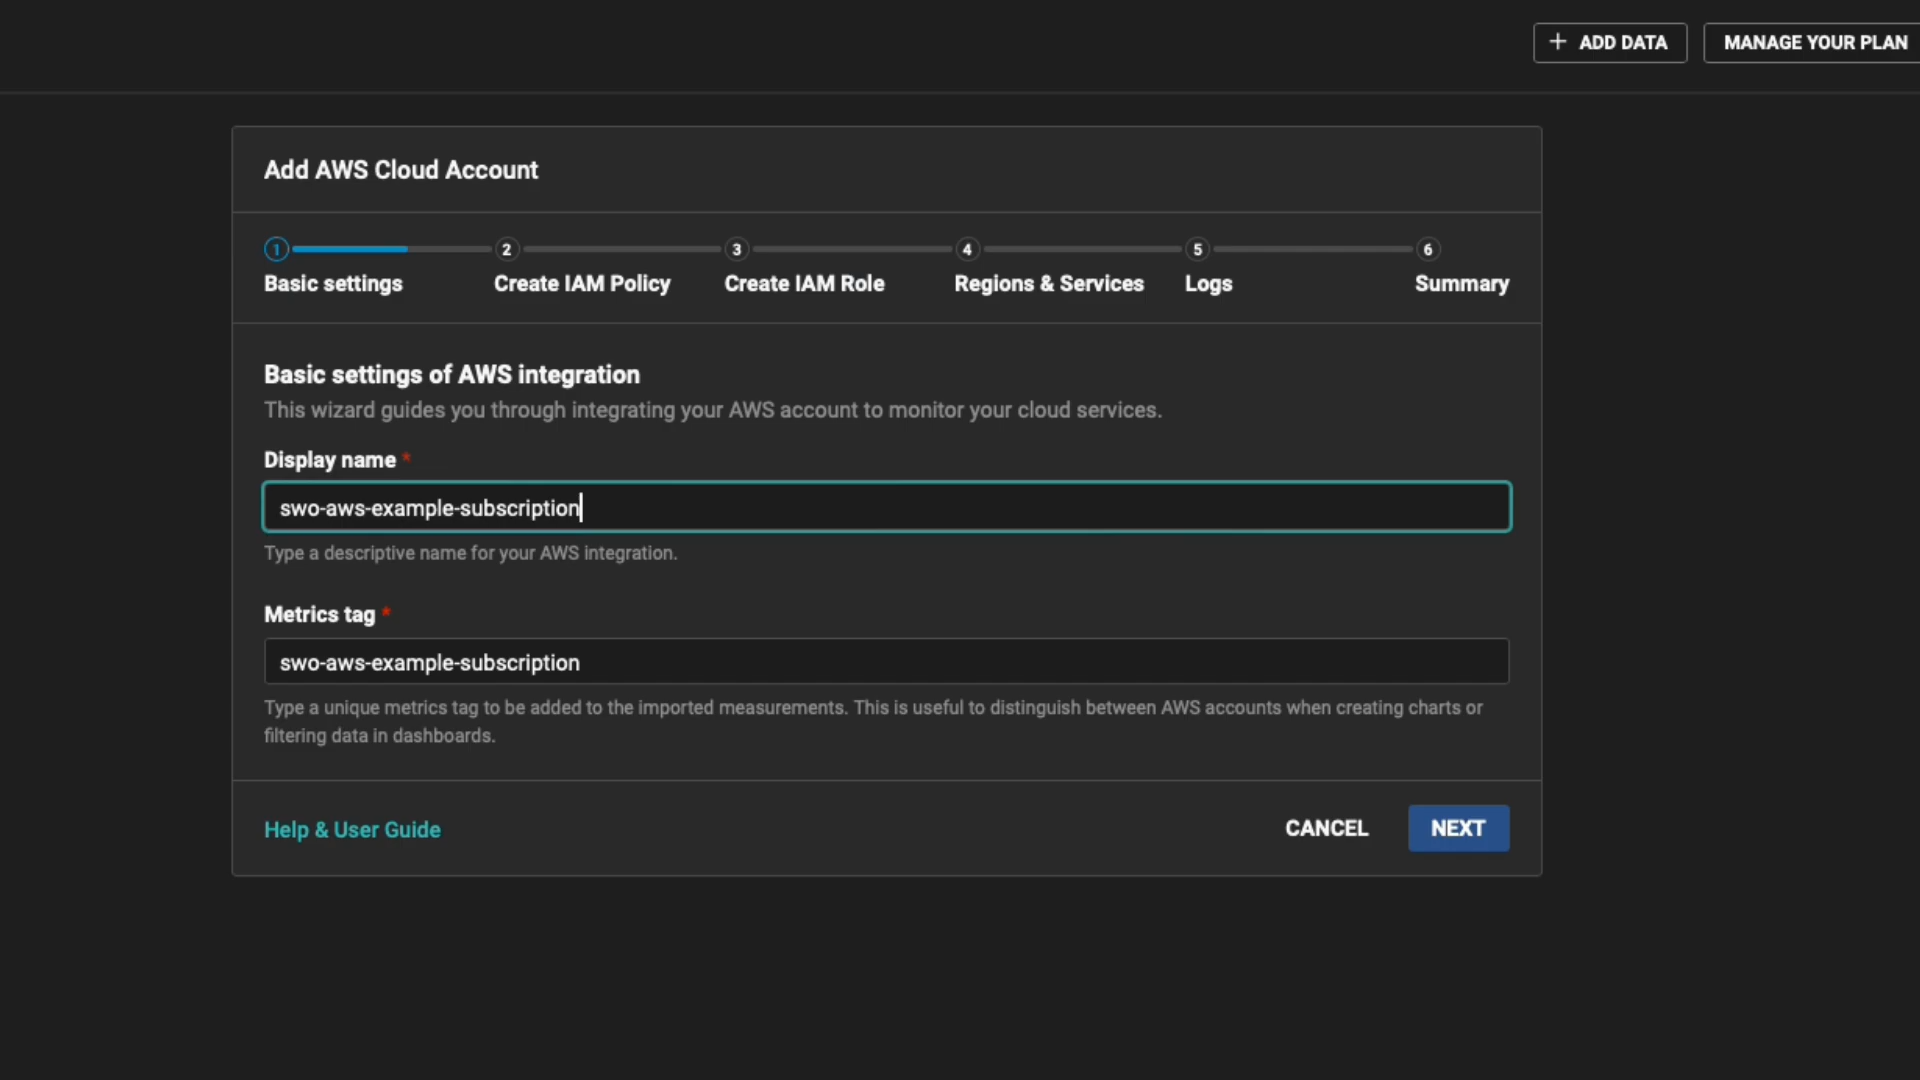 + ADD DATA
MANAGE YOUR PLAN
Add AWS Cloud Account
1 2 3 4 5 6
Basic settings Create IAM Policy Create IAM Role Regions & Services Logs Summary
Basic settings of AWS integration
This wizard guides you through integrating your AWS account to monitor your cloud services.
Display name *
swo-aws-example-subscription
Type a descriptive name for your AWS integration.
Metrics tag *
swo-aws-example-subscription
Type a unique metrics tag to be added to the imported measurements. This is useful to distinguish between AWS accounts when creating charts or
filtering data in dashboards.
Help & User Guide
CANCEL
NEXT